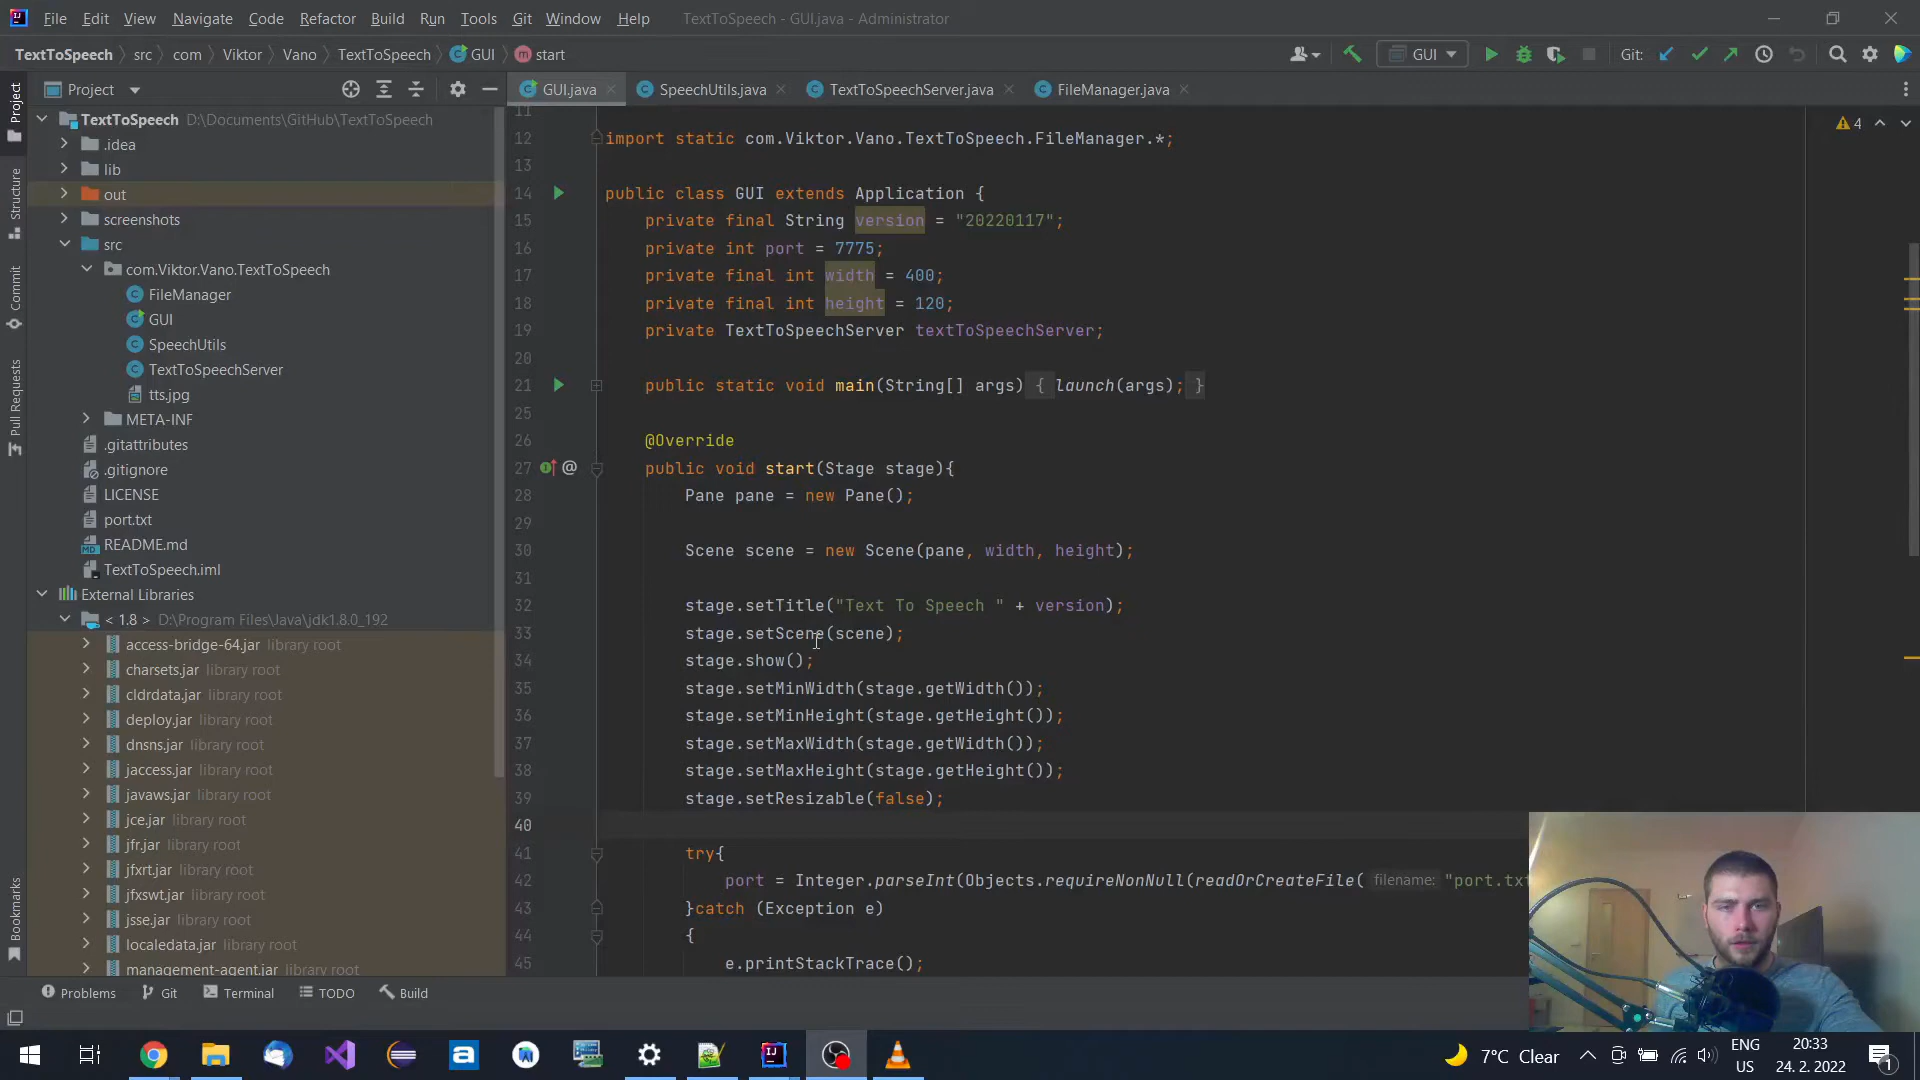 File Edit View Navigate Code Refactor Build Run Tools Git Window Help TextToSpeech - GUI.java - Administrator
TextToSpeech src com Viktor Vano TextToSpeech GUI start GUI Git:
Project GUI.java SpeechUtils.java TextToSpeechServer.java FileManager.java
Project
Structure
Commit
Pull Requests
Bookmarks
TextToSpeech D:\Documents\GitHub\TextToSpeech
.idea
lib
out
screenshots
src
com.Viktor.Vano.TextToSpeech
FileManager
GUI
SpeechUtils
TextToSpeechServer
tts.jpg
META-INF
.gitattributes
.gitignore
LICENSE
port.txt
README.md
TextToSpeech.iml
External Libraries
< 1.8 > D:\Program Files\Java\jdk1.8.0_192
access-bridge-64.jar library root
charsets.jar library root
cldrdata.jar library root
deploy.jar library root
dnsns.jar library root
jaccess.jar library root
javaws.jar library root
jce.jar library root
jfr.jar library root
jfxrt.jar library root
jfxswt.jar library root
jsse.jar library root
localedata.jar library root
management-agent.jar library root
4
11
12 import static com.Viktor.Vano.TextToSpeech.FileManager.*;
13
14 public class GUI extends Application {
15 private final String version = "20220117";
16 private int port = 7775;
17 private final int width = 400;
18 private final int height = 120;
19 private TextToSpeechServer textToSpeechServer;
20
21 public static void main(String[] args) { launch(args); }
25
26 @Override
27 @ public void start(Stage stage){
28 Pane pane = new Pane();
29
30 Scene scene = new Scene(pane, width, height);
31
32 stage.setTitle("Text To Speech " + version);
33 stage.setScene(scene);
34 stage.show();
35 stage.setMinWidth(stage.getWidth());
36 stage.setMinHeight(stage.getHeight());
37 stage.setMaxWidth(stage.getWidth());
38 stage.setMaxHeight(stage.getHeight());
39 stage.setResizable(false);
40
41 try{
42 port = Integer.parseInt(Objects.requireNonNull(readOrCreateFile( filename: "port.txt
43 }catch (Exception e)
44 {
45 e.printStackTrace();
Problems Git Terminal TODO Build
7°C Clear
ENG
US
20:33
24. 2. 2022
1